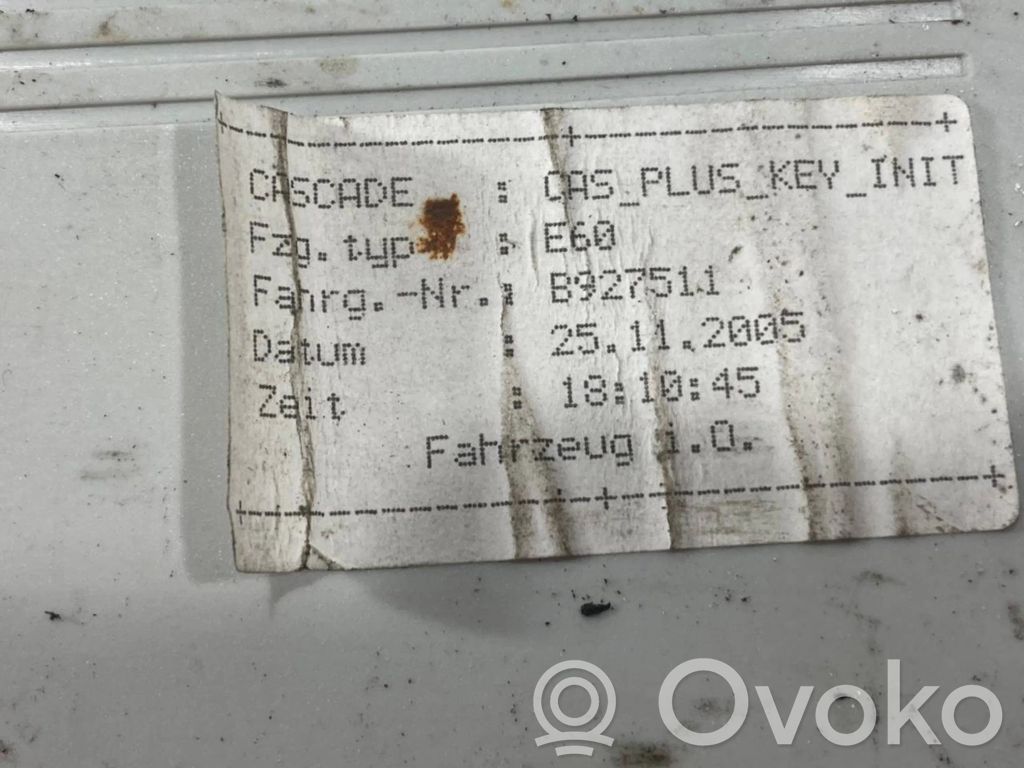 CASCADE : CAS_PLUS_KEY_INIT
Fzg.typ : E60
Fahrg.-Nr.: B927511
Datum : 25.11.2005
Zeit : 18:10:45
Fahrzeug i.O.
Ovoko